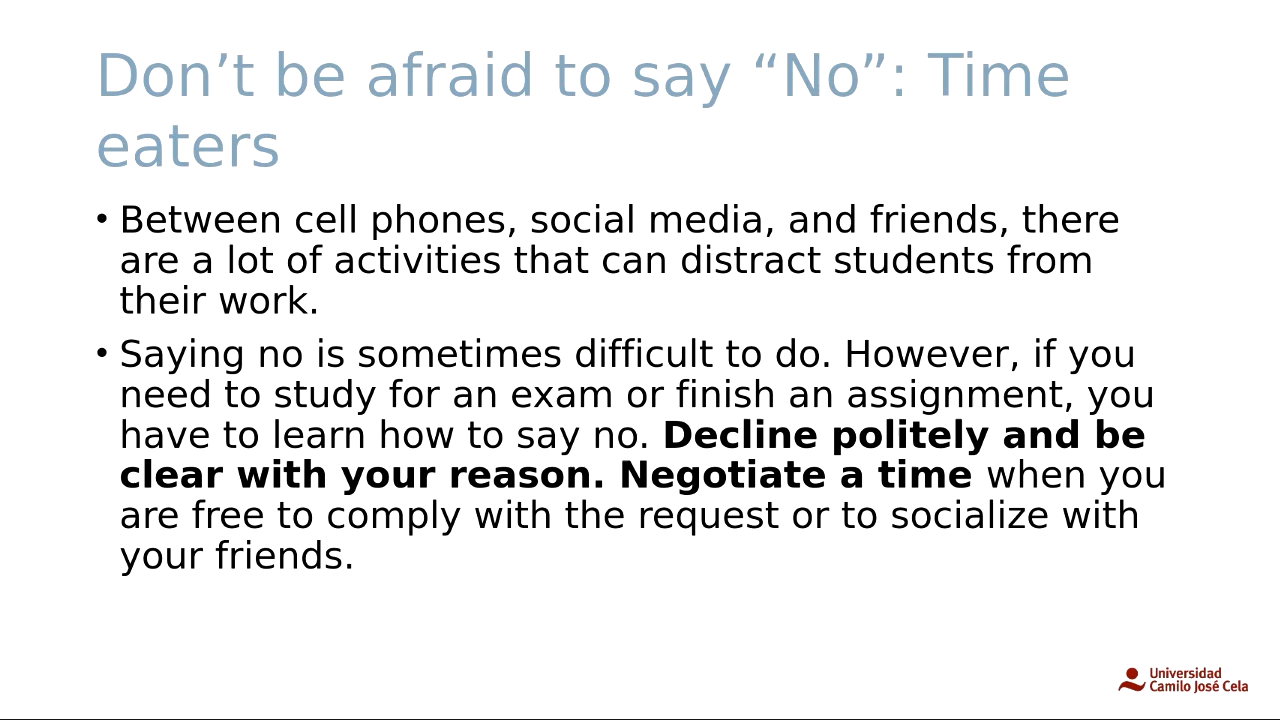 Don’t be afraid to say “No”: Time
eaters
• Between cell phones, social media, and friends, there
are a lot of activities that can distract students from
their work.
• Saying no is sometimes difficult to do. However, if you
need to study for an exam or finish an assignment, you
have to learn how to say no. Decline politely and be
clear with your reason. Negotiate a time when you
are free to comply with the request or to socialize with
your friends.
Universidad
Camilo José Cela